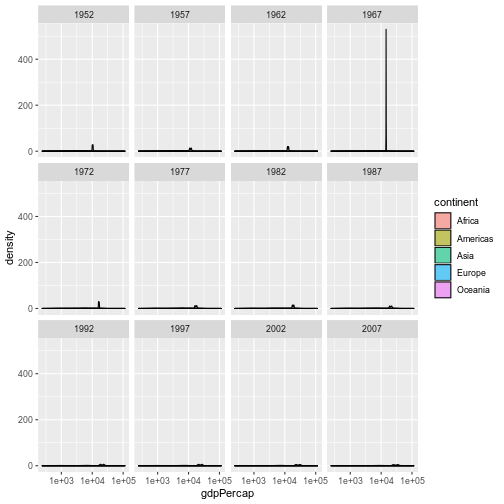 1952 1957 1962 1967
400
200
0
1972 1977 1982 1987
400
200
0
1992 1997 2002 2007
400
200
0
1e+03 1e+04 1e+05 1e+03 1e+04 1e+05 1e+03 1e+04 1e+05 1e+03 1e+04 1e+05
gdpPercap
density
continent
Africa
Americas
Asia
Europe
Oceania